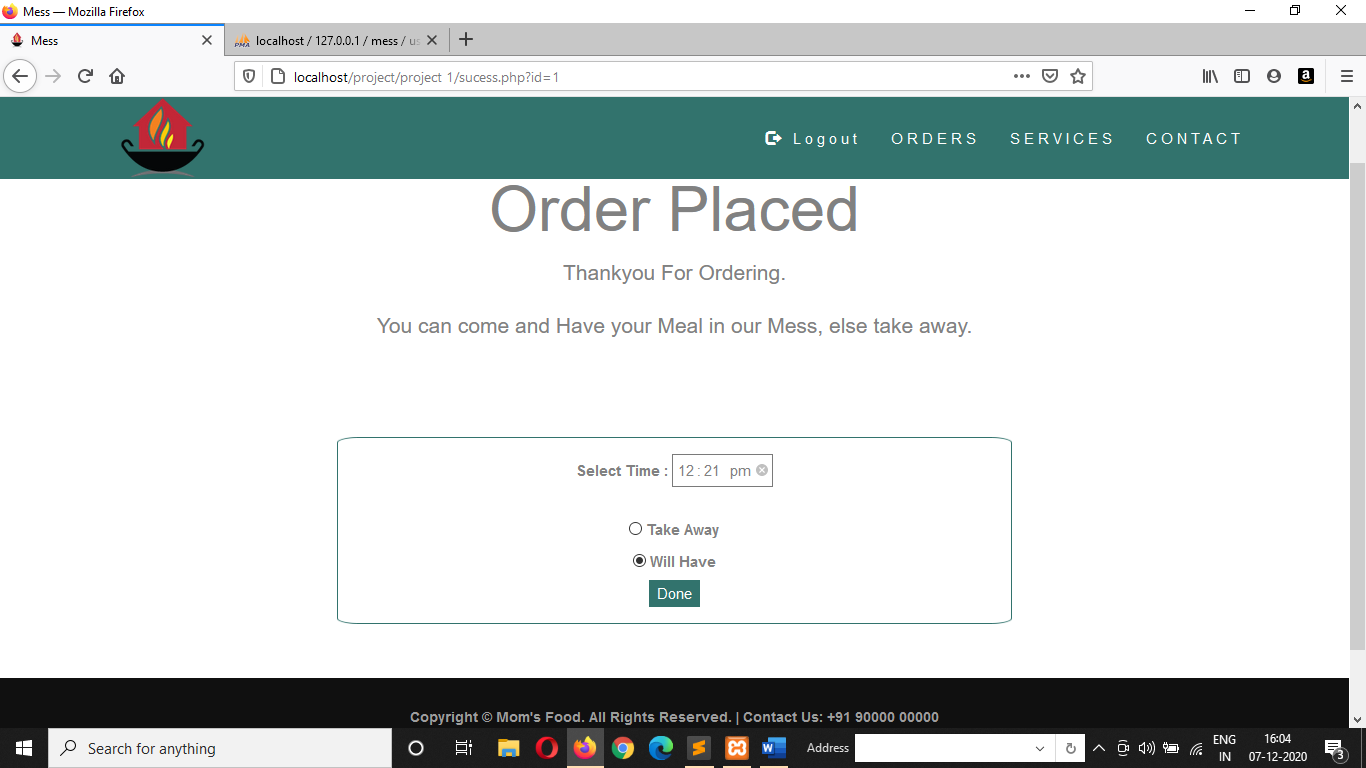 Mess — Mozilla Firefox
Mess
localhost / 127.0.0.1 / mess / us
localhost/project/project 1/sucess.php?id=1
Logout ORDERS SERVICES CONTACT
Order Placed
Thankyou For Ordering.
You can come and Have your Meal in our Mess, else take away.
Select Time : 12:21 pm
Take Away
Will Have
Done
Copyright © Mom's Food. All Rights Reserved. | Contact Us: +91 90000 00000
Search for anything
Address
ENG
IN
16:04
07-12-2020
3